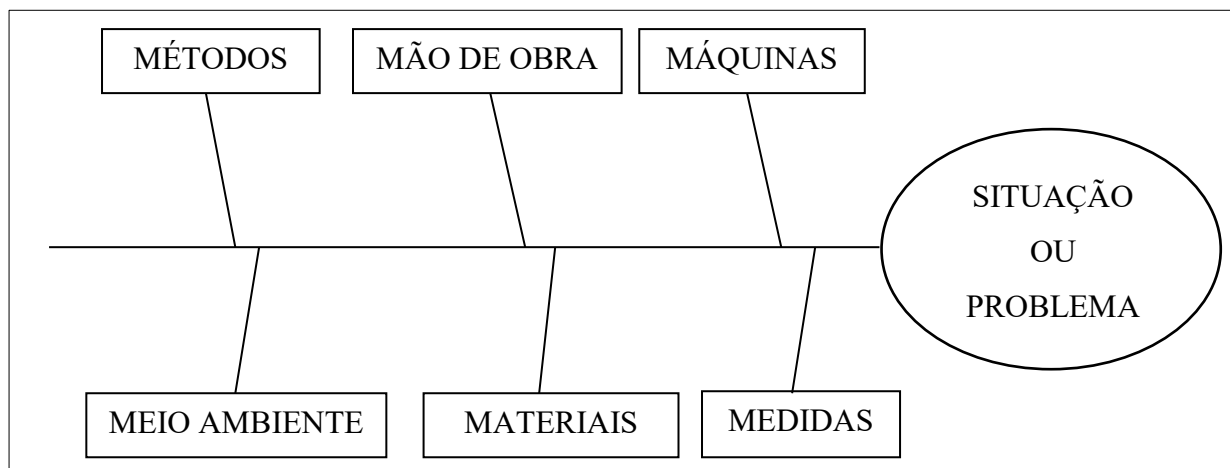 MÉTODOS
MÃO DE OBRA
MÁQUINAS
SITUAÇÃO
OU
PROBLEMA
MEIO AMBIENTE
MATERIAIS
MEDIDAS